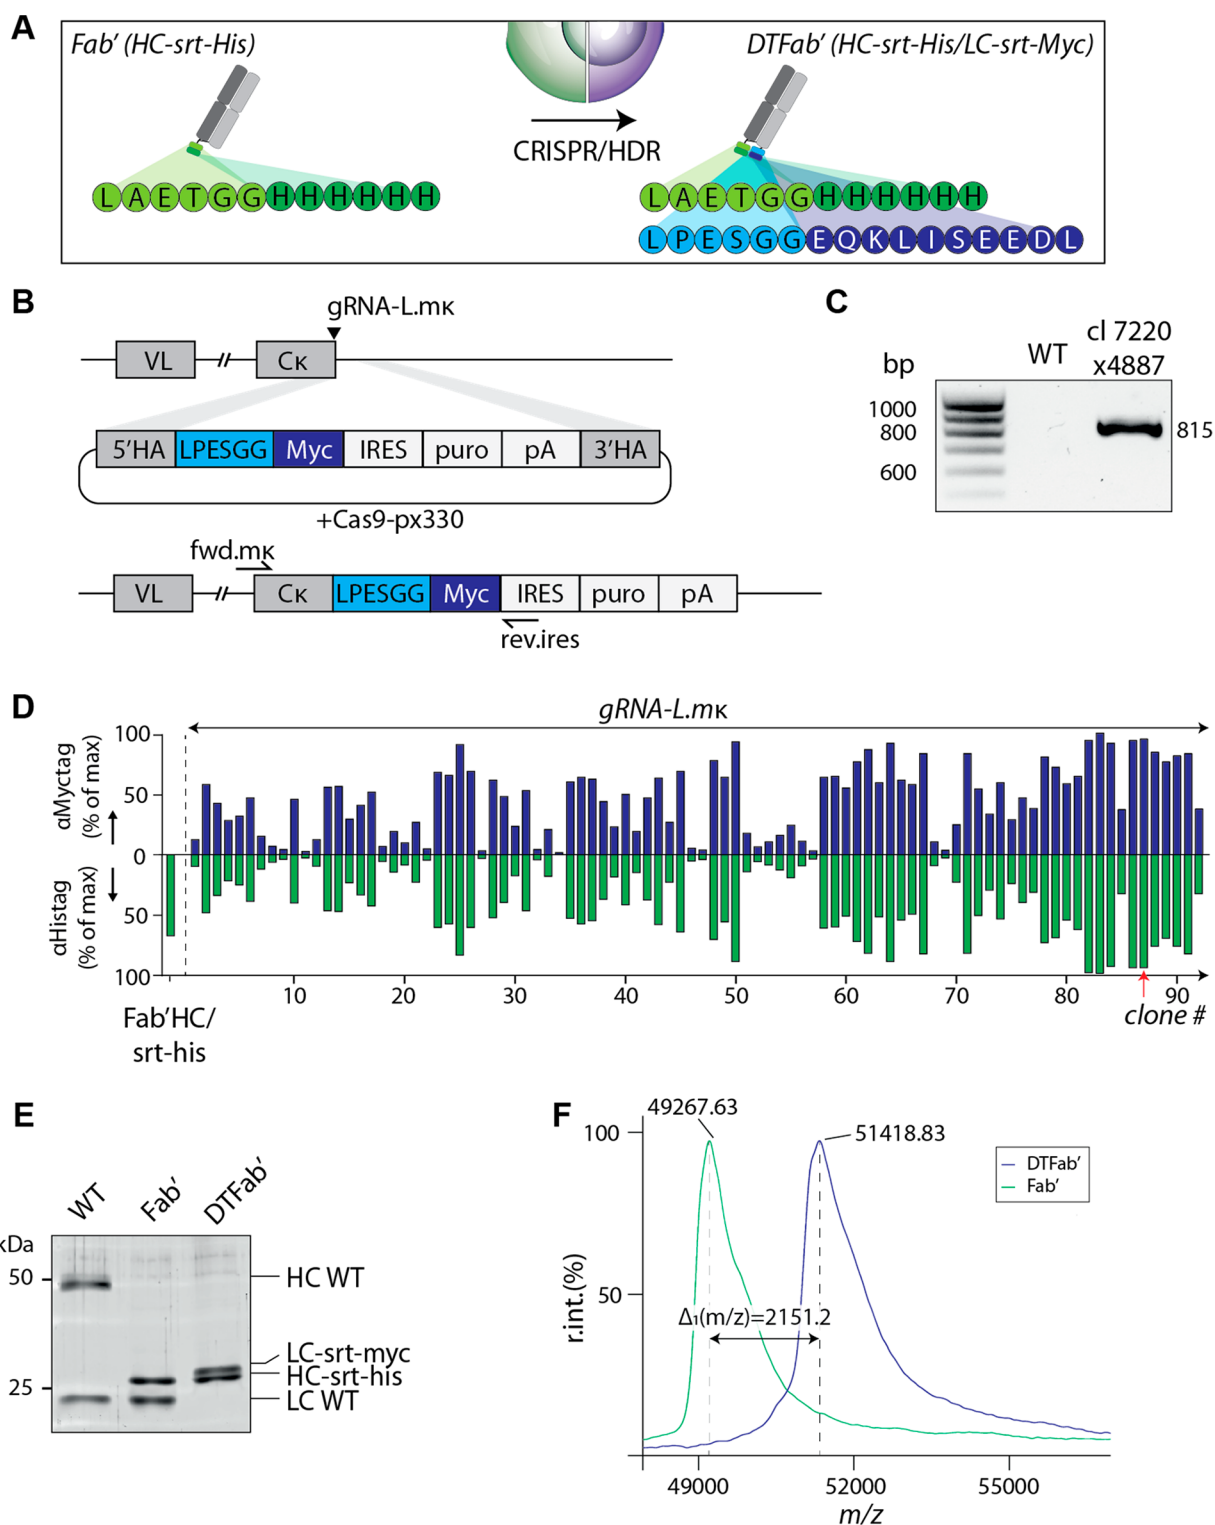 A
Fab' (HC-srt-His)
DTFab' (HC-srt-His/LC-srt-Myc)
CRISPR/HDR
LAETGGHHHHHH
LAETGGHHHHHH
LPESGGEQKLISEEDL
B
gRNA-L.mκ
VL
Cκ
5'HA
LPESGG
Myc
IRES
puro
pA
3'HA
+Cas9-px330
fwd.mκ
VL
Cκ
LPESGG
Myc
IRES
puro
pA
rev.ires
C
bp
WT
cl 7220
x4887
1000
800
600
815
D
gRNA-L.mκ
αMyctag
(% of max)
αHistag
(% of max)
100
50
0
50
100
10
20
30
40
50
60
70
80
90
Fab'HC/
srt-his
clone #
E
WT
Fab'
DTFab'
kDa
50
25
HC WT
LC-srt-myc
HC-srt-his
LC WT
F
49267.63
51418.83
DTFab'
Fab'
100
50
r.int.(%)
Δ₁(m/z)=2151.2
49000
52000
55000
m/z